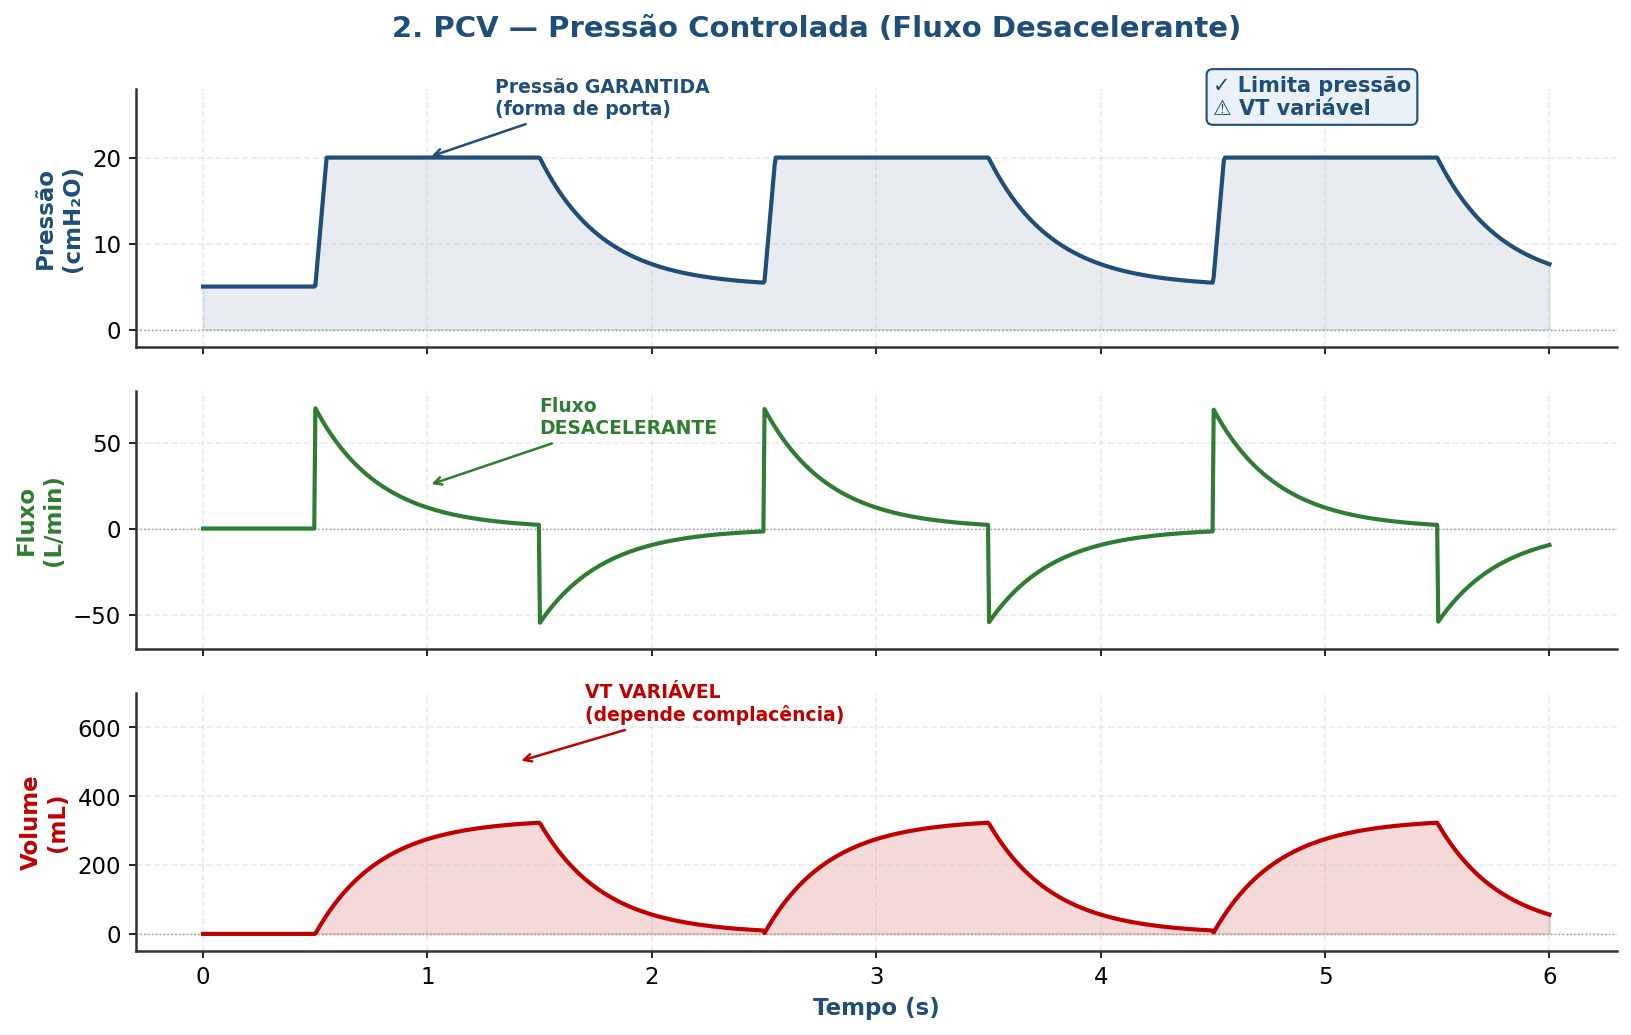 2. PCV — Pressão Controlada (Fluxo Desacelerante)
Pressão GARANTIDA
(forma de porta)
✓ Limita pressão
⚠ VT variável
Pressão
(cmH₂O)
20
10
0
Fluxo
DESACELERANTE
Fluxo
(L/min)
50
0
−50
VT VARIÁVEL
(depende complacência)
Volume
(mL)
600
400
200
0
0 1 2 3 4 5 6
Tempo (s)